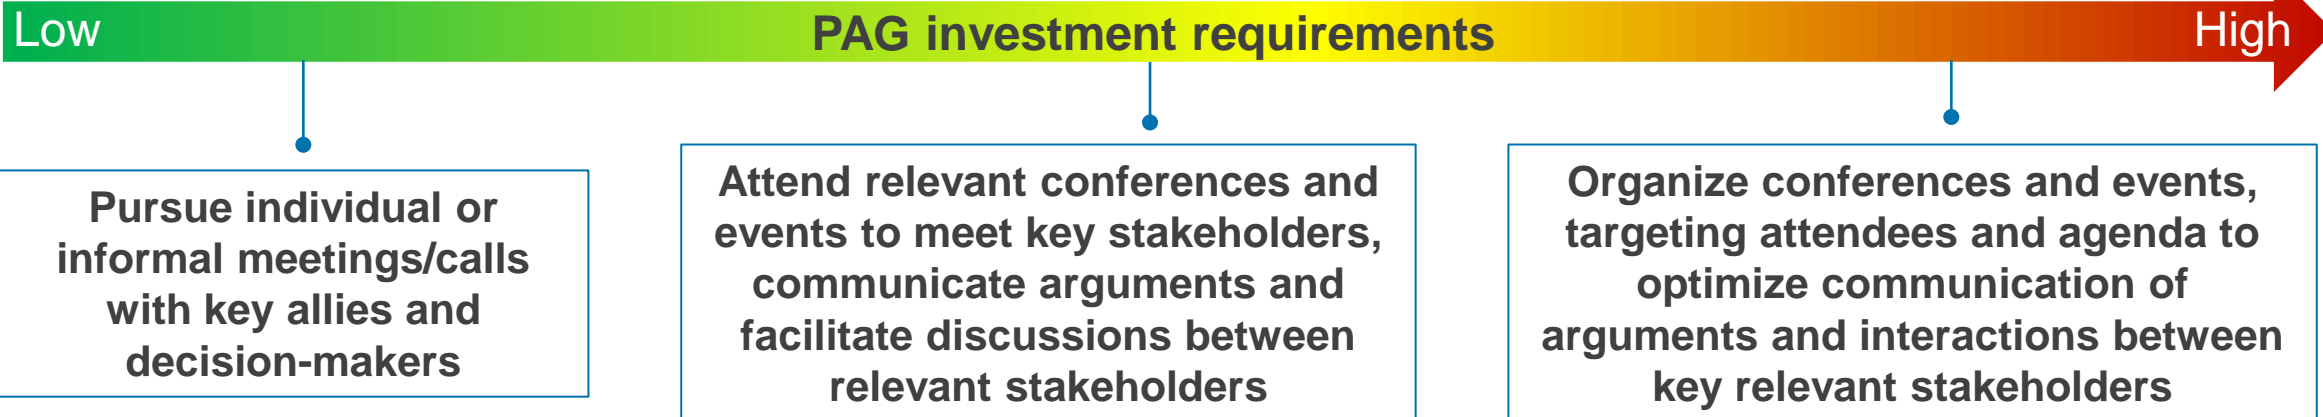 Low
PAG investment requirements
High
Pursue individual or
informal meetings/calls
with key allies and
decision-makers
Attend relevant conferences and
events to meet key stakeholders,
communicate arguments and
facilitate discussions between
relevant stakeholders
Organize conferences and events,
targeting attendees and agenda to
optimize communication of
arguments and interactions between
key relevant stakeholders